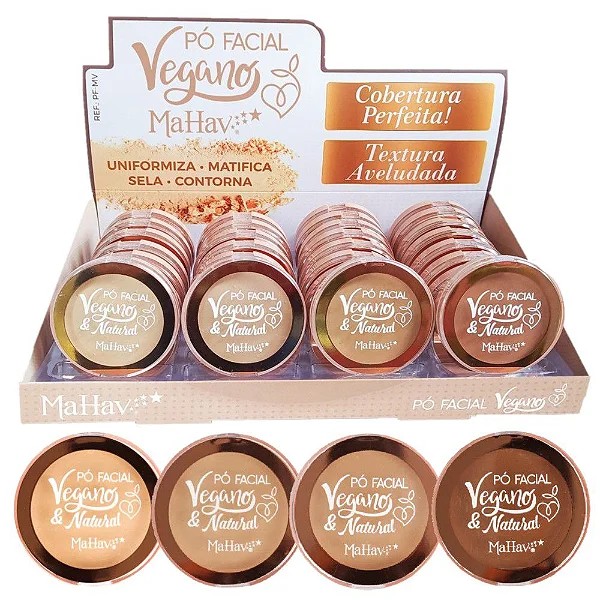 PÓ FACIAL
Vegano
MaHav
REF.: PF-MV
Cobertura
Perfeita!
Textura
Aveludada
UNIFORMIZA • MATIFICA
SELA • CONTORNA
PÓ FACIAL
Vegano
& Natural
MaHav
PÓ FACIAL
Vegano
& Natural
MaHav
PÓ FACIAL
Vegano
& Natural
MaHav
PÓ FACIAL
Vegano
& Natural
MaHav
MaHav
PÓ FACIAL Vegano
PÓ FACIAL
Vegano
& Natural
MaHav
PÓ FACIAL
Vegano
& Natural
MaHav
PÓ FACIAL
Vegano
& Natural
MaHav
PÓ FACIAL
Vegano
& Natural
MaHav